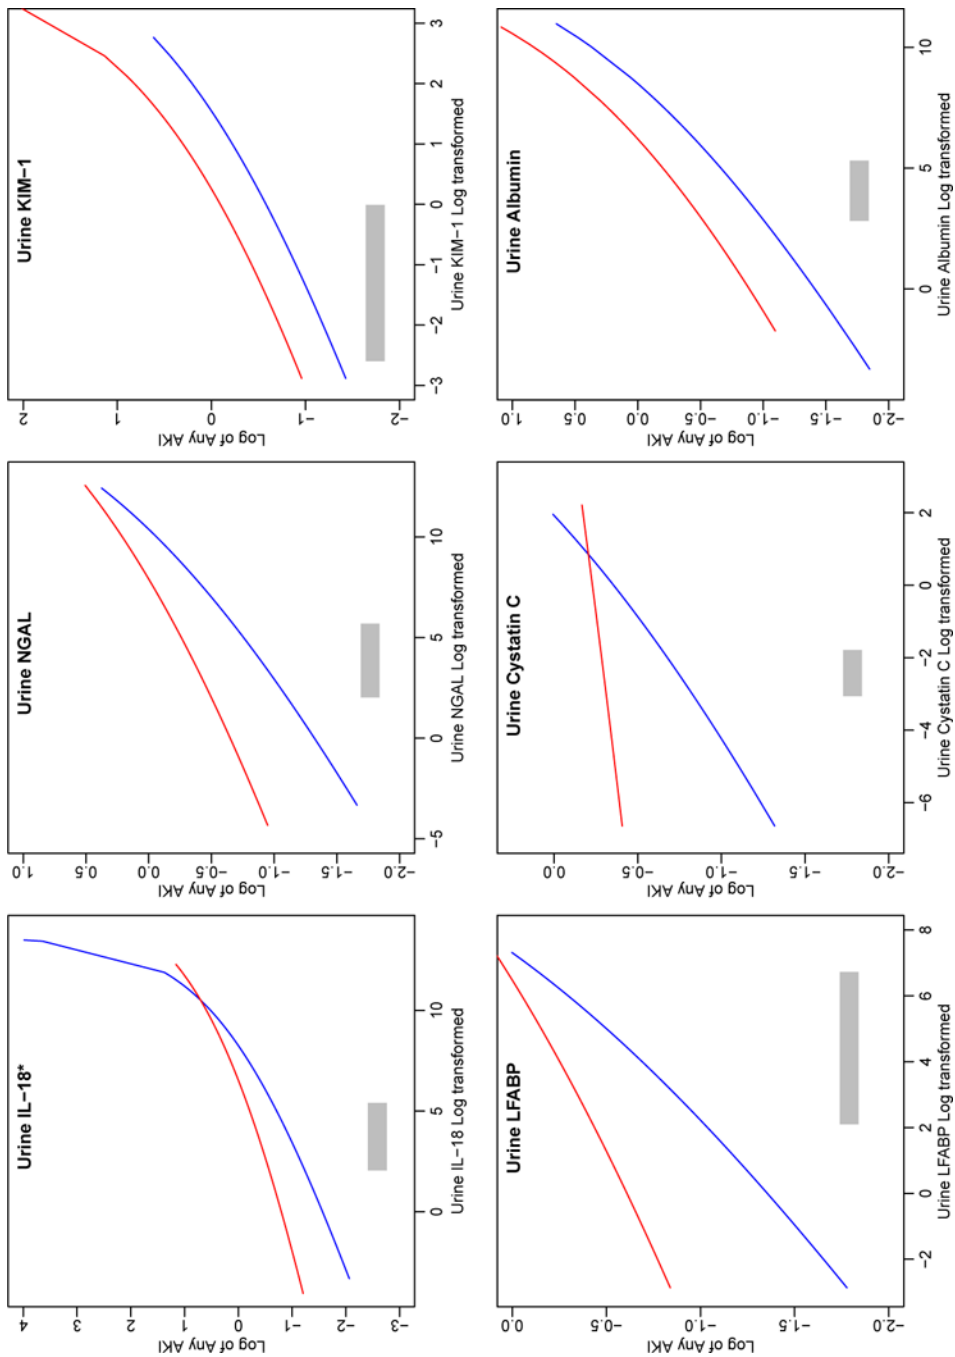 Urine IL−18*
Log of Any AKI
4
3
2
1
0
−1
−2
−3
0 5 10
Urine IL−18 Log transformed
Urine NGAL
Log of Any AKI
1.0
0.5
0.0
−0.5
−1.0
−1.5
−2.0
−5 0 5 10
Urine NGAL Log transformed
Urine KIM−1
Log of Any AKI
2
1
0
−1
−2
−3 −2 −1 0 1 2 3
Urine KIM−1 Log transformed
Urine LFABP
Log of Any AKI
0.0
−0.5
−1.0
−1.5
−2.0
−2 0 2 4 6 8
Urine LFABP Log transformed
Urine Cystatin C
Log of Any AKI
0.0
−0.5
−1.0
−1.5
−2.0
−6 −4 −2 0 2
Urine Cystatin C Log transformed
Urine Albumin
Log of Any AKI
1.0
0.5
0.0
−0.5
−1.0
−1.5
−2.0
0 5 10
Urine Albumin Log transformed